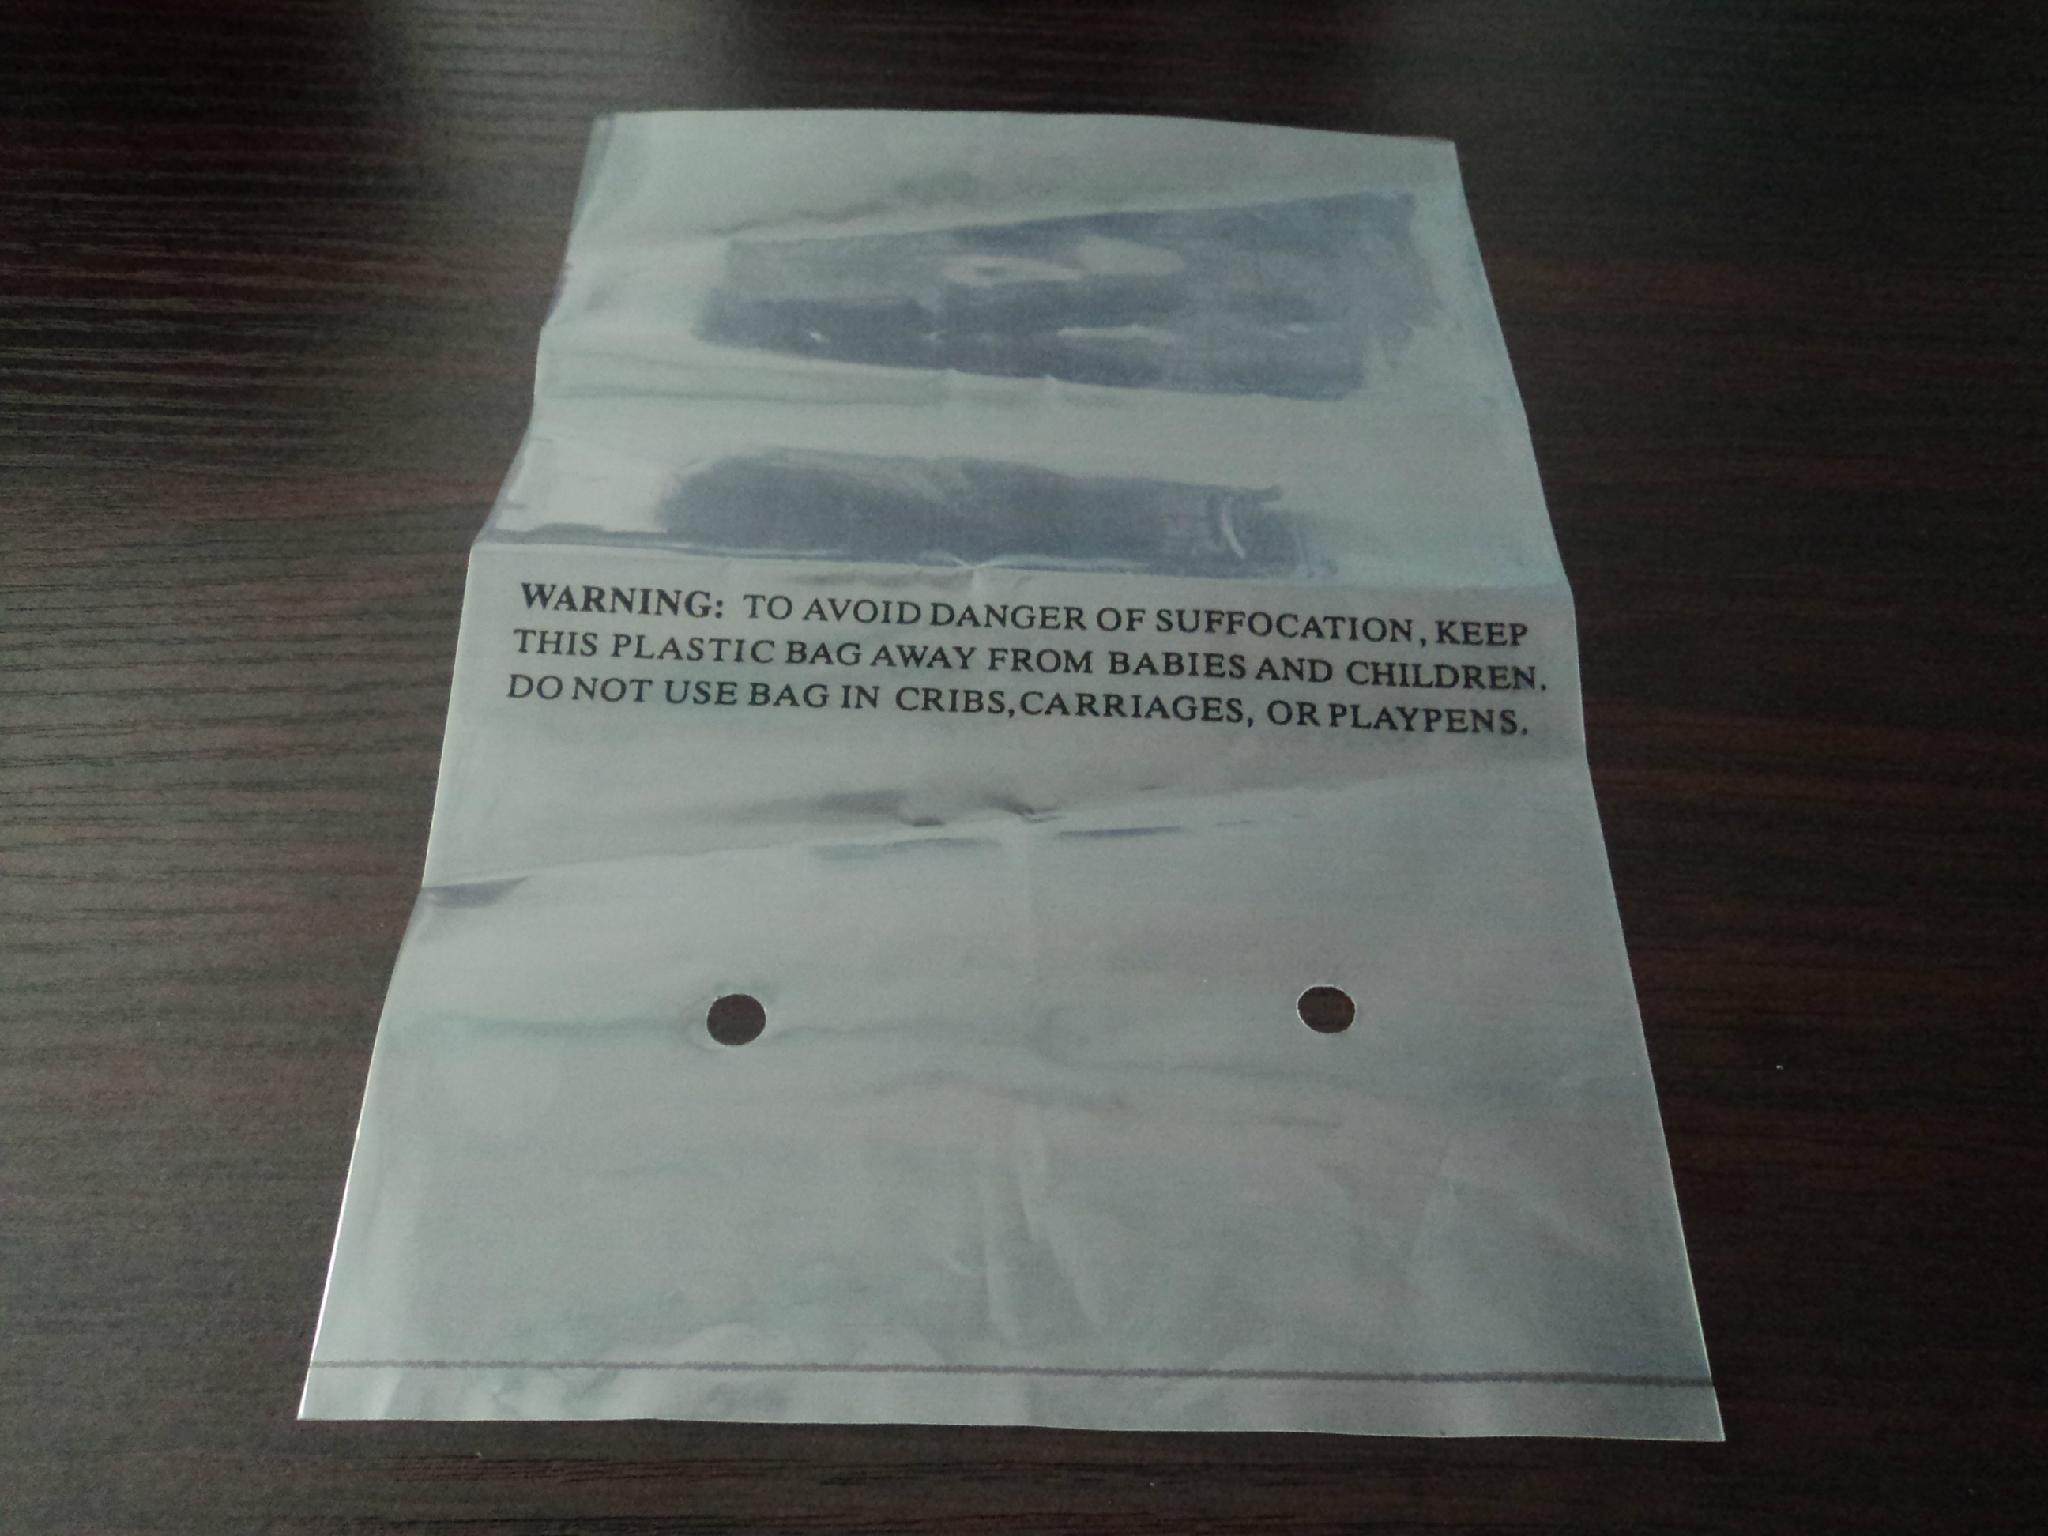 WARNING: TO AVOID DANGER OF SUFFOCATION, KEEP
THIS PLASTIC BAG AWAY FROM BABIES AND CHILDREN.
DO NOT USE BAG IN CRIBS, CARRIAGES, OR PLAYPENS.